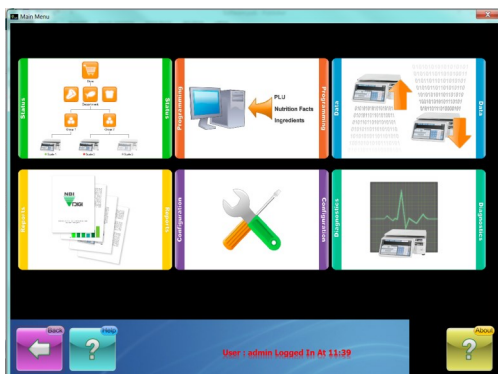 Main Menu
Status
Status
Store
Department
Group 1
Group 2
Programming
Programming
PLU
Nutrition Facts
Ingredients
Data
Data
Reports
Reports
Configuration
Configuration
Diagnostics
Diagnostics
Back
Help
User : admin Logged In At 11:39
About